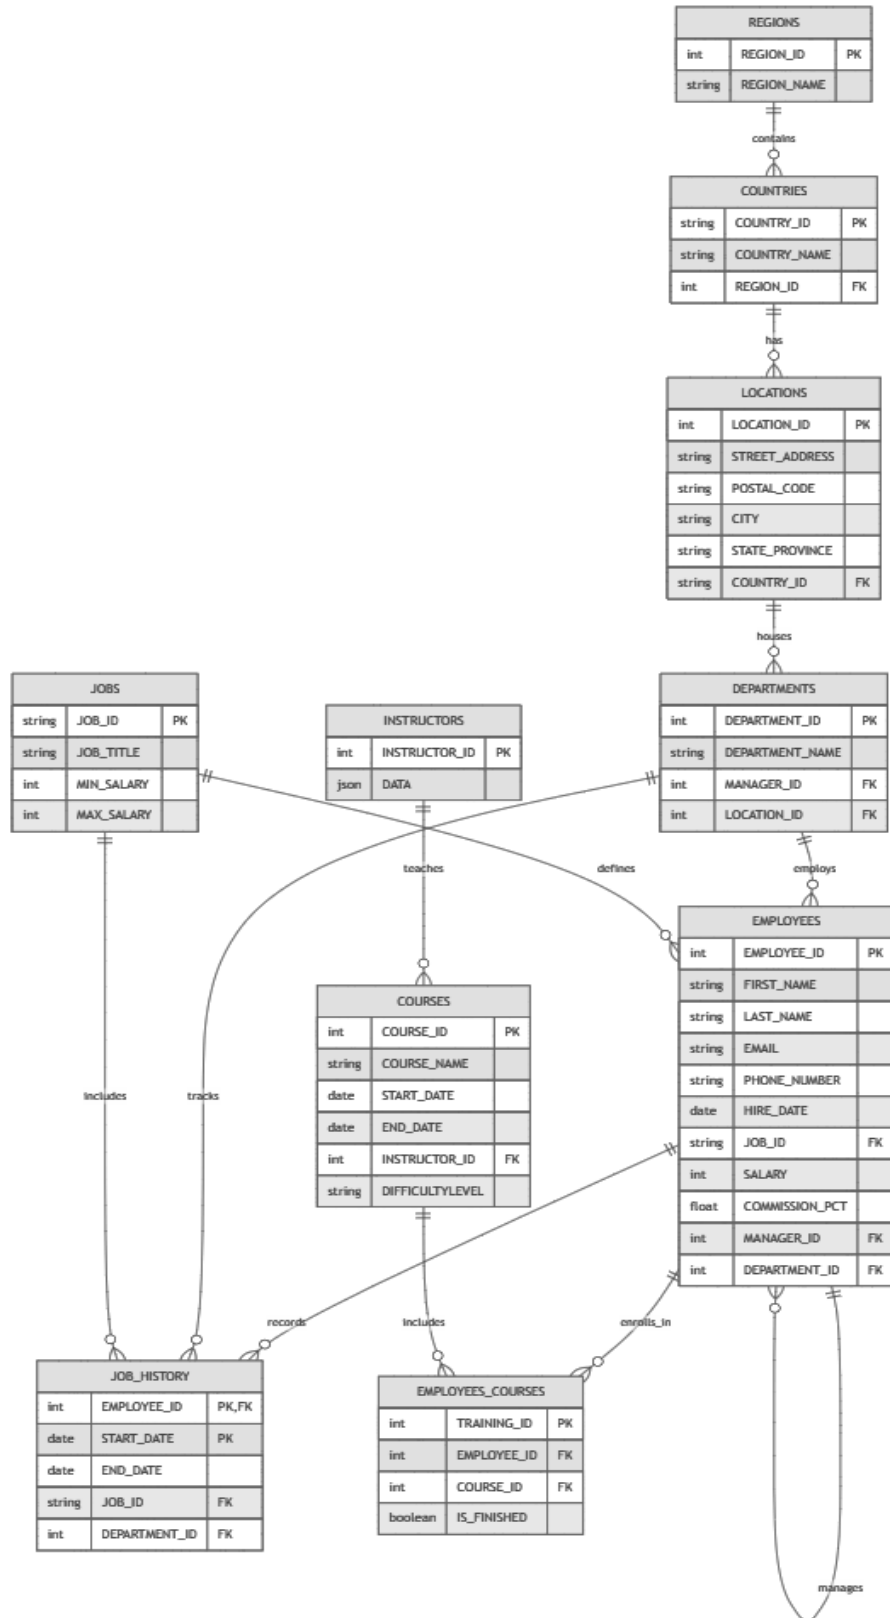 REGIONS
int REGION_ID PK
string REGION_NAME
contains
COUNTRIES
string COUNTRY_ID PK
string COUNTRY_NAME
int REGION_ID FK
has
LOCATIONS
int LOCATION_ID PK
string STREET_ADDRESS
string POSTAL_CODE
string CITY
string STATE_PROVINCE
string COUNTRY_ID FK
houses
JOBS
string JOB_ID PK
string JOB_TITLE
int MIN_SALARY
int MAX_SALARY
INSTRUCTORS
int INSTRUCTOR_ID PK
json DATA
DEPARTMENTS
int DEPARTMENT_ID PK
string DEPARTMENT_NAME
int MANAGER_ID FK
int LOCATION_ID FK
teaches
defines
employs
COURSES
int COURSE_ID PK
string COURSE_NAME
date START_DATE
date END_DATE
int INSTRUCTOR_ID FK
string DIFFICULTYLEVEL
EMPLOYEES
int EMPLOYEE_ID PK
string FIRST_NAME
string LAST_NAME
string EMAIL
string PHONE_NUMBER
date HIRE_DATE
string JOB_ID FK
int SALARY
float COMMISSION_PCT
int MANAGER_ID FK
int DEPARTMENT_ID FK
includes
tracks
records
includes
enrolls_in
JOB_HISTORY
int EMPLOYEE_ID PK,FK
date START_DATE PK
date END_DATE
string JOB_ID FK
int DEPARTMENT_ID FK
EMPLOYEES_COURSES
int TRAINING_ID PK
int EMPLOYEE_ID FK
int COURSE_ID FK
boolean IS_FINISHED
manages